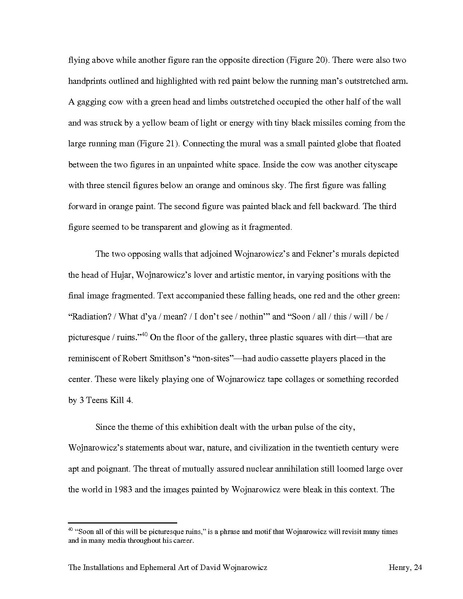 flying above while another figure ran the opposite direction (Figure 20). There were also two
handprints outlined and highlighted with red paint below the running man's outstretched arm.
A gagging cow with a green head and limbs outstretched occupied the other half of the wall
and was struck by a yellow beam of light or energy with tiny black missiles coming from the
large running man (Figure 21). Connecting the mural was a small painted globe that floated
between the two figures in an unpainted white space. Inside the cow was another cityscape
with three stencil figures below an orange and ominous sky. The first figure was falling
forward in orange paint. The second figure was painted black and fell backward. The third
figure seemed to be transparent and glowing as it fragmented.
The two opposing walls that adjoined Wojnarowicz's and Fekner's murals depicted
the head of Hujar, Wojnarowicz's lover and artistic mentor, in varying positions with the
final image fragmented. Text accompanied these falling heads, one red and the other green:
"Radiation? / What d'ya / mean? / I don't see / nothin'" and "Soon / all / this / will / be /
picturesque / ruins."40 On the floor of the gallery, three plastic squares with dirt—that are
reminiscent of Robert Smithson's "non-sites"—had audio cassette players placed in the
center. These were likely playing one of Wojnarowicz tape collages or something recorded
by 3 Teens Kill 4.
Since the theme of this exhibition dealt with the urban pulse of the city,
Wojnarowicz's statements about war, nature, and civilization in the twentieth century were
apt and poignant. The threat of mutually assured nuclear annihilation still loomed large over
the world in 1983 and the images painted by Wojnarowicz were bleak in this context. The
40 "Soon all of this will be picturesque ruins," is a phrase and motif that Wojnarowicz will revisit many times
and in many media throughout his career.
The Installations and Ephemeral Art of David Wojnarowicz Henry, 24